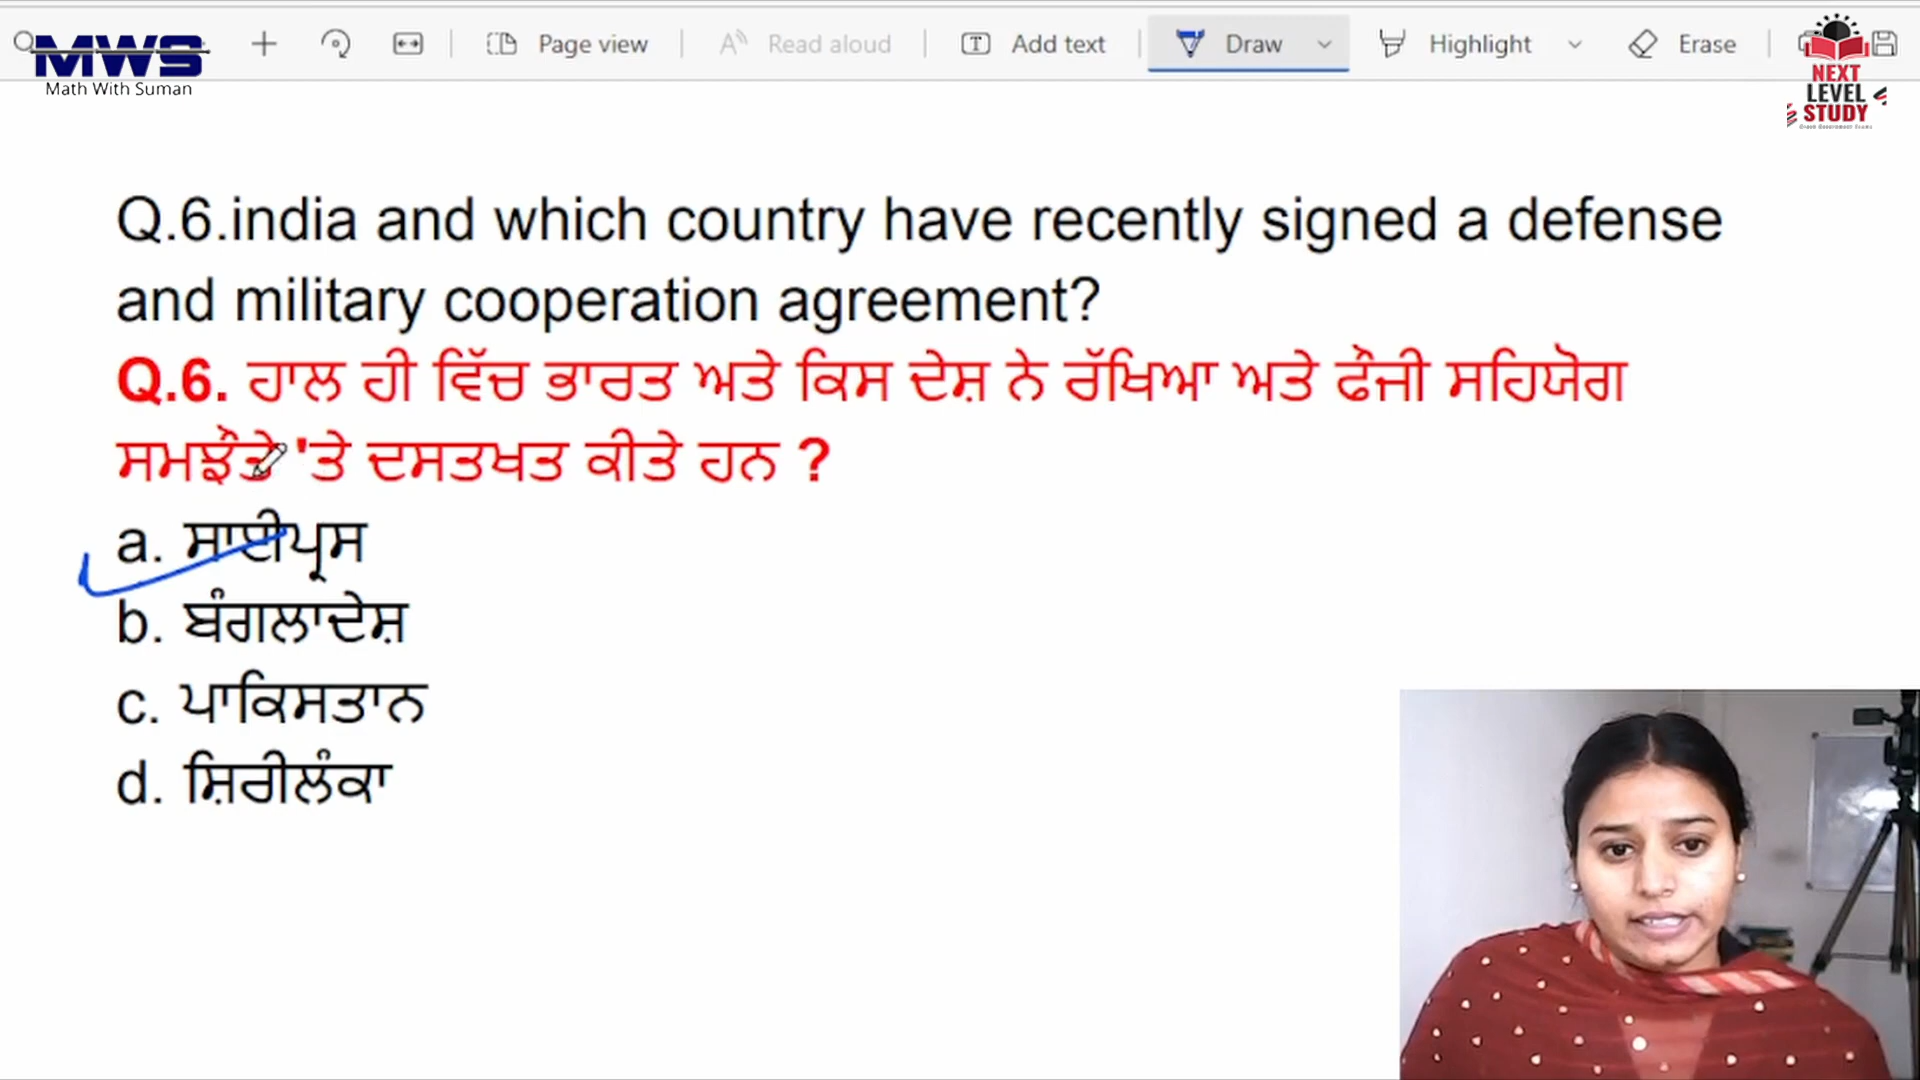 MWS
Math With Suman
Page view
Read aloud
Add text
Draw
Highlight
Erase
NEXT
LEVEL
STUDY
Q.6.india and which country have recently signed a defense
and military cooperation agreement?
Q.6. ਹਾਲ ਹੀ ਵਿੱਚ ਭਾਰਤ ਅਤੇ ਕਿਸ ਦੇਸ਼ ਨੇ ਰੱਖਿਆ ਅਤੇ ਫੌਜੀ ਸਹਿਯੋਗ
ਸਮਝੌਤੇ 'ਤੇ ਦਸਤਖਤ ਕੀਤੇ ਹਨ ?
a. ਸਾਈਪ੍ਰਸ
b. ਬੰਗਲਾਦੇਸ਼
c. ਪਾਕਿਸਤਾਨ
d. ਸ਼ਿਰੀਲੰਕਾ